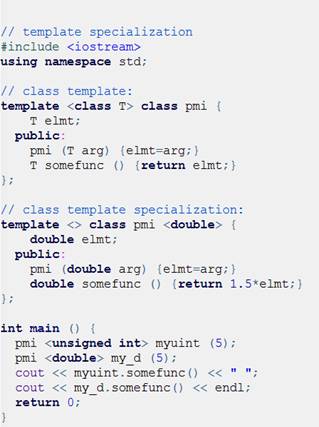 // template specialization
#include <iostream>
using namespace std;
// class template:
template <class T> class pmi {
T elmt;
public:
pmi (T arg) {elmt=arg;}
T somefunc () {return elmt;}
};
// class template specialization:
template <> class pmi <double> {
double elmt;
public:
pmi (double arg) {elmt=arg;}
double somefunc () {return 1.5*elmt;}
};
int main () {
pmi <unsigned int> myuint (5);
pmi <double> my_d (5);
cout << myuint.somefunc() << " ";
cout << my_d.somefunc() << endl;
return 0;
}